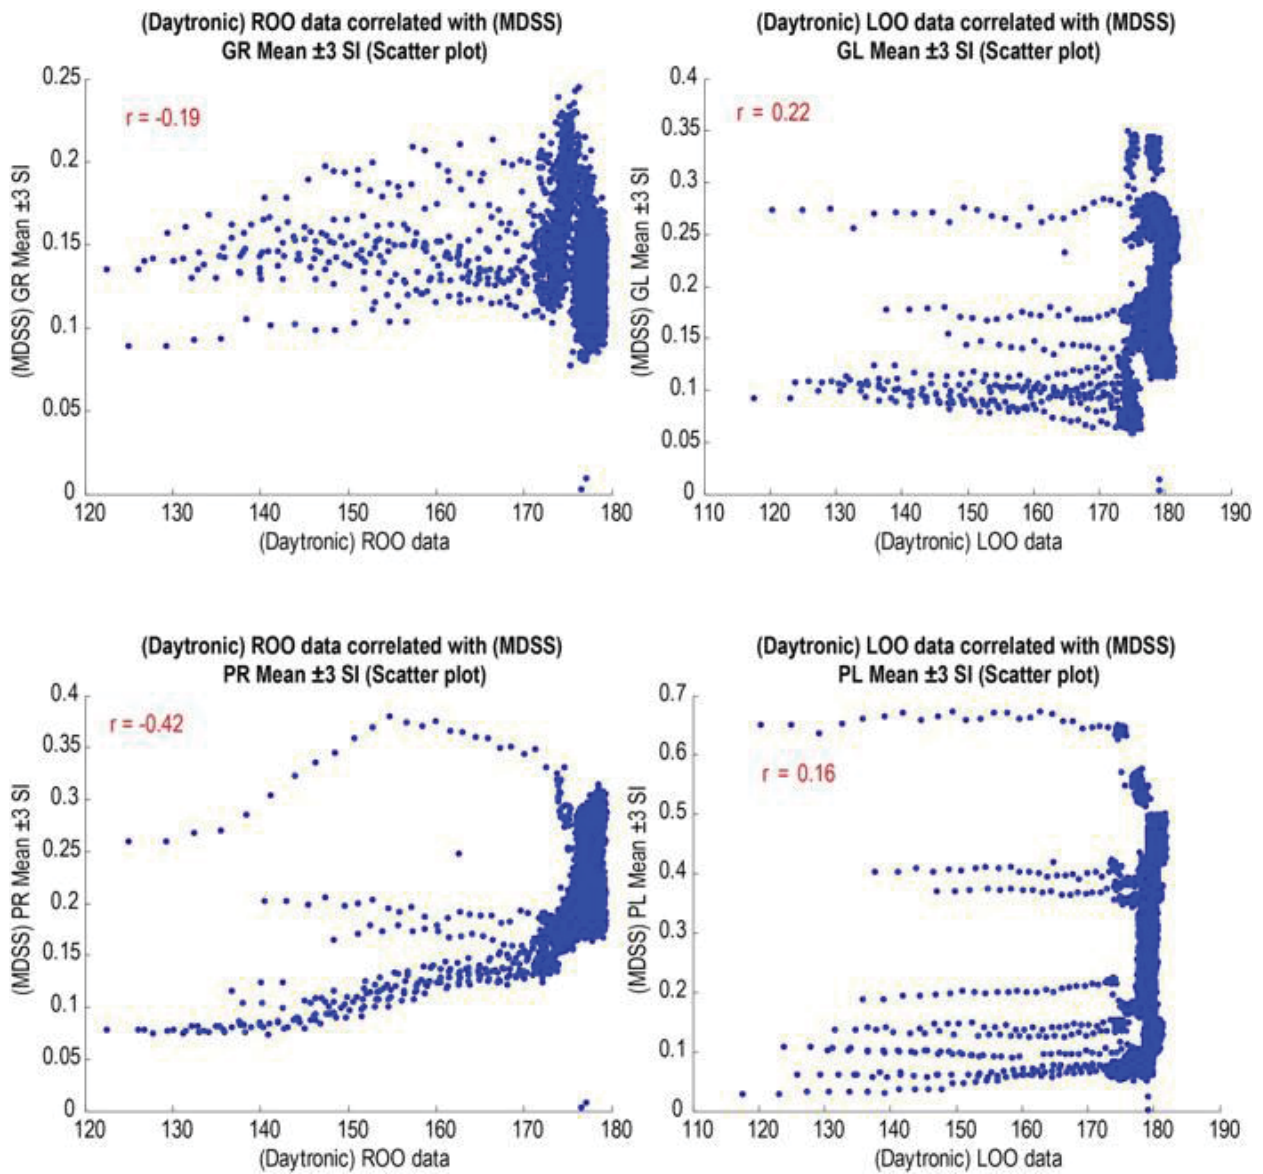 (Daytronic) ROO data correlated with (MDSS)
GR Mean ±3 SI (Scatter plot)
r = -0.19
(MDSS) GR Mean ±3 SI
0.25
0.2
0.15
0.1
0.05
0
120 130 140 150 160 170 180
(Daytronic) ROO data
(Daytronic) LOO data correlated with (MDSS)
GL Mean ±3 SI (Scatter plot)
r = 0.22
(MDSS) GL Mean ±3 SI
0.4
0.35
0.3
0.25
0.2
0.15
0.1
0.05
0
110 120 130 140 150 160 170 180 190
(Daytronic) LOO data
(Daytronic) ROO data correlated with (MDSS)
PR Mean ±3 SI (Scatter plot)
r = -0.42
(MDSS) PR Mean ±3 SI
0.4
0.35
0.3
0.25
0.2
0.15
0.1
0.05
0
120 130 140 150 160 170 180
(Daytronic) ROO data
(Daytronic) LOO data correlated with (MDSS)
PL Mean ±3 SI (Scatter plot)
r = 0.16
(MDSS) PL Mean ±3 SI
0.7
0.6
0.5
0.4
0.3
0.2
0.1
0
110 120 130 140 150 160 170 180 190
(Daytronic) LOO data